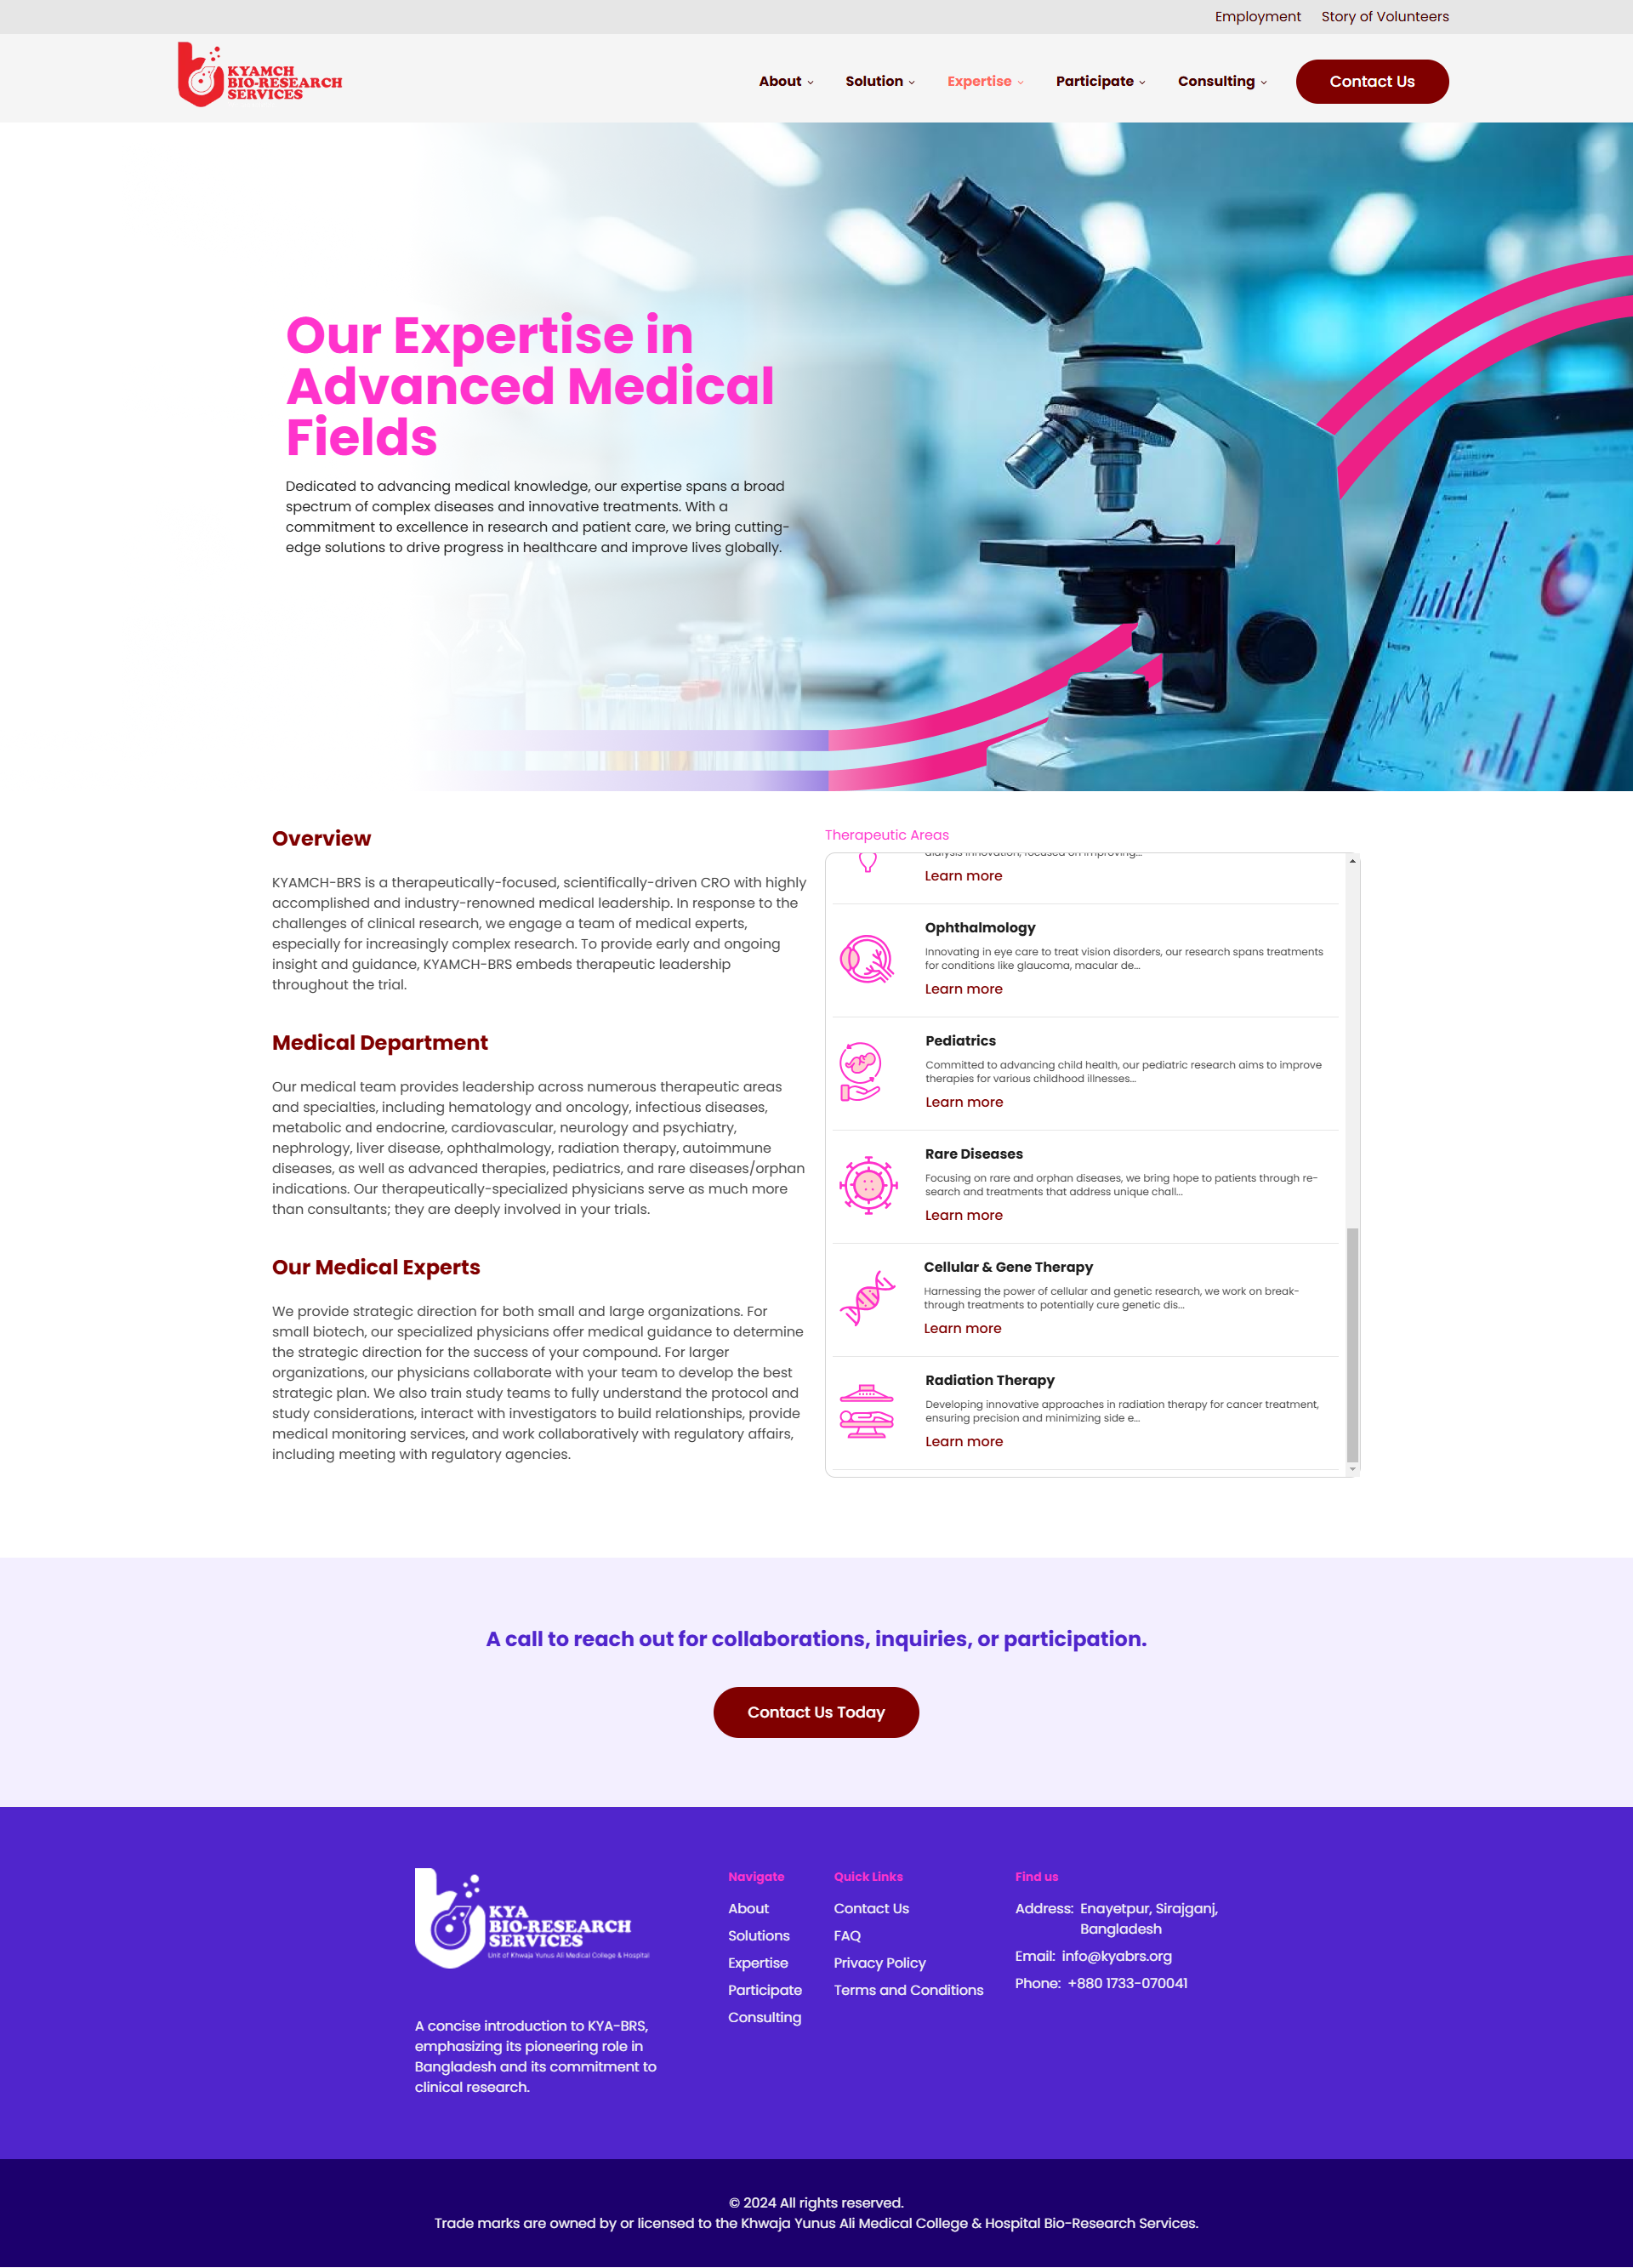 Employment Story of Volunteers
KYAMCH
BIO-RESEARCH
SERVICES
About Solution Expertise Participate Consulting Contact Us
Our Expertise in
Advanced Medical
Fields
Dedicated to advancing medical knowledge, our expertise spans a broad
spectrum of complex diseases and innovative treatments. With a
commitment to excellence in research and patient care, we bring cutting-
edge solutions to drive progress in healthcare and improve lives globally.
Overview
KYAMCH-BRS is a therapeutically-focused, scientifically-driven CRO with highly
accomplished and industry-renowned medical leadership. In response to the
challenges of clinical research, we engage a team of medical experts,
especially for increasingly complex research. To provide early and ongoing
insight and guidance, KYAMCH-BRS embeds therapeutic leadership
throughout the trial.
Medical Department
Our medical team provides leadership across numerous therapeutic areas
and specialties, including hematology and oncology, infectious diseases,
metabolic and endocrine, cardiovascular, neurology and psychiatry,
nephrology, liver disease, ophthalmology, radiation therapy, autoimmune
diseases, as well as advanced therapies, pediatrics, and rare diseases/orphan
indications. Our therapeutically-specialized physicians serve as much more
than consultants; they are deeply involved in your trials.
Our Medical Experts
We provide strategic direction for both small and large organizations. For
small biotech, our specialized physicians offer medical guidance to determine
the strategic direction for the success of your compound. For larger
organizations, our physicians collaborate with your team to develop the best
strategic plan. We also train study teams to fully understand the protocol and
study considerations, interact with investigators to build relationships, provide
medical monitoring services, and work collaboratively with regulatory affairs,
including meeting with regulatory agencies.
Therapeutic Areas
dialysis innovation, focused on improving...
Learn more
Ophthalmology
Innovating in eye care to treat vision disorders, our research spans treatments
for conditions like glaucoma, macular de...
Learn more
Pediatrics
Committed to advancing child health, our pediatric research aims to improve
therapies for various childhood illnesses...
Learn more
Rare Diseases
Focusing on rare and orphan diseases, we bring hope to patients through re-
search and treatments that address unique chall...
Learn more
Cellular & Gene Therapy
Harnessing the power of cellular and genetic research, we work on break-
through treatments to potentially cure genetic dis...
Learn more
Radiation Therapy
Developing innovative approaches in radiation therapy for cancer treatment,
ensuring precision and minimizing side e...
Learn more
A call to reach out for collaborations, inquiries, or participation.
Contact Us Today
KYA
BIO-RESEARCH
SERVICES
Unit of Khwaja Yunus Ali Medical College & Hospital
A concise introduction to KYA-BRS,
emphasizing its pioneering role in
Bangladesh and its commitment to
clinical research.
Navigate
About
Solutions
Expertise
Participate
Consulting
Quick Links
Contact Us
FAQ
Privacy Policy
Terms and Conditions
Find us
Address: Enayetpur, Sirajganj,
Bangladesh
Email: info@kyabrs.org
Phone: +880 1733-070041
© 2024 All rights reserved.
Trade marks are owned by or licensed to the Khwaja Yunus Ali Medical College & Hospital Bio-Research Services.